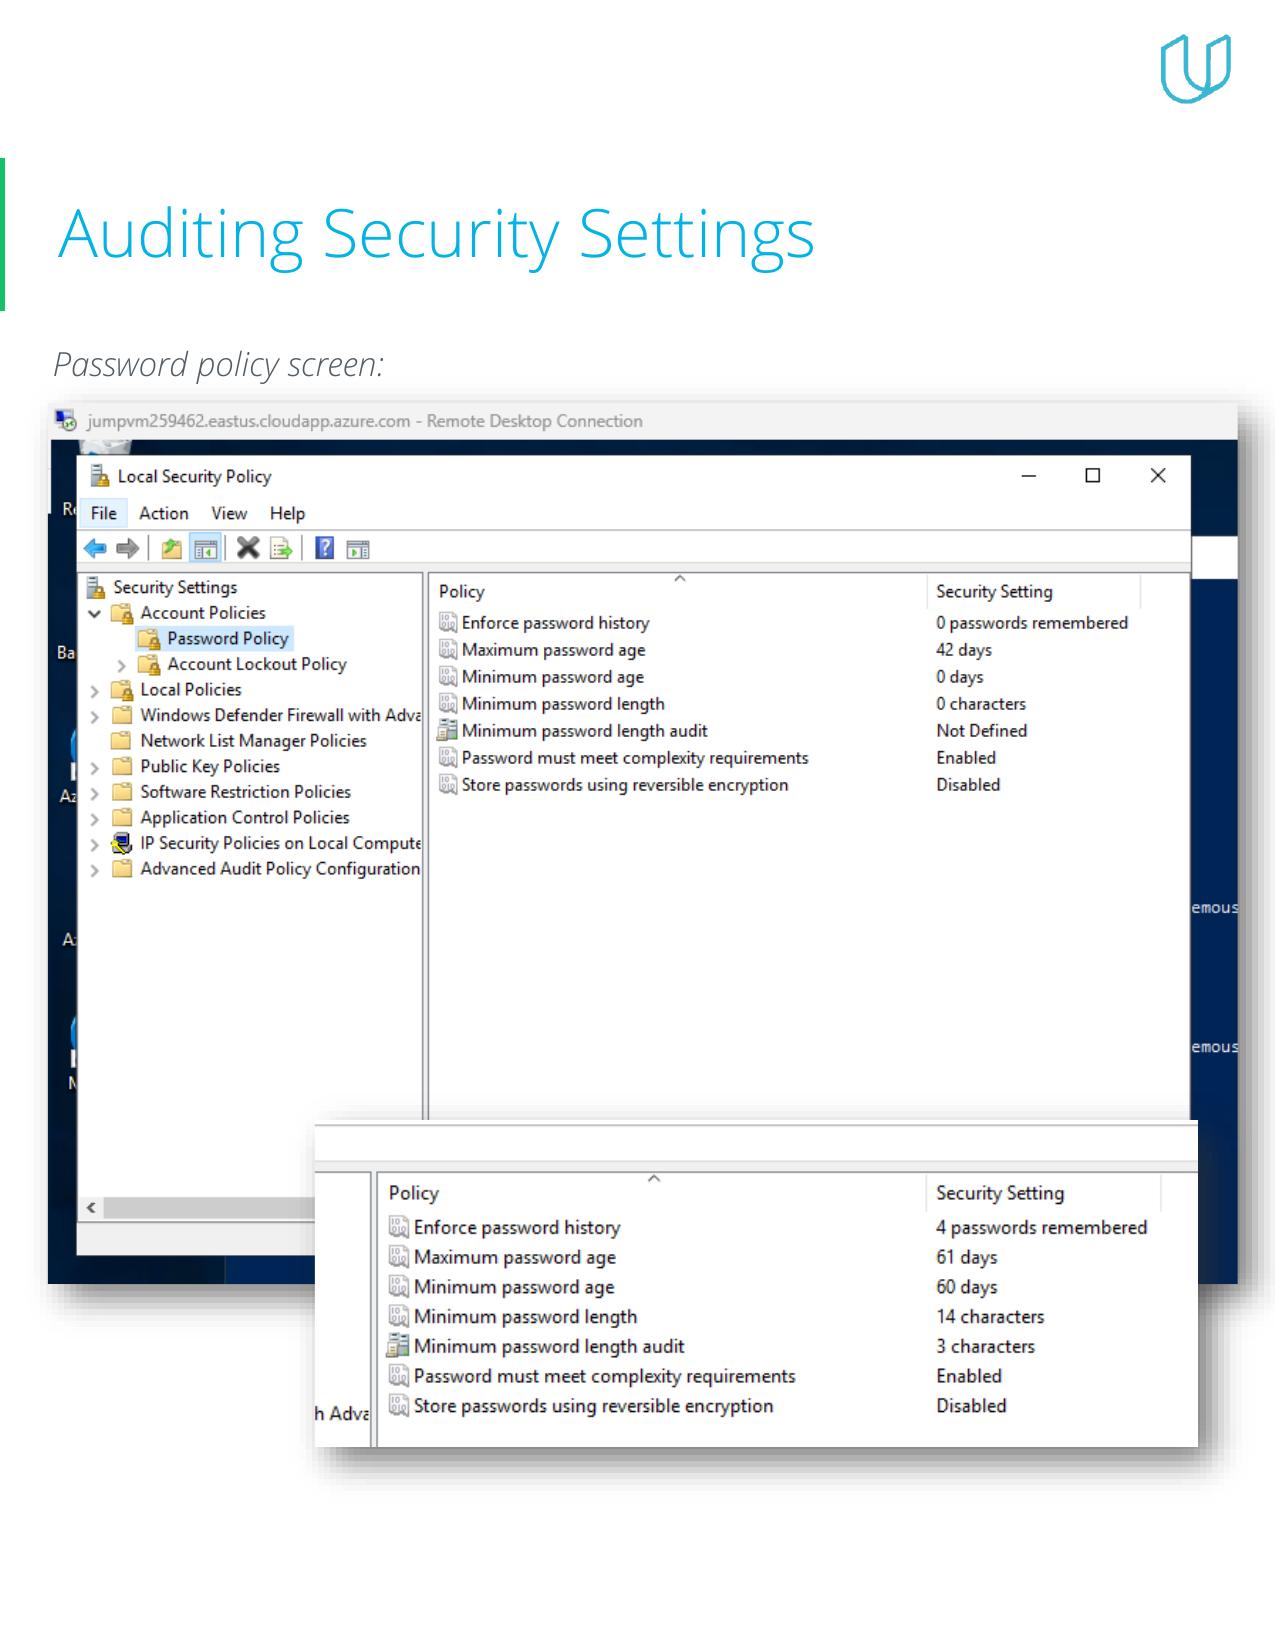 Auditing Security Settings
Password policy screen:
jumpvm259462.eastus.cloudapp.azure.com - Remote Desktop Connection
Local Security Policy
File Action View Help
Security Settings
Account Policies
Password Policy
Account Lockout Policy
Local Policies
Windows Defender Firewall with Adva
Network List Manager Policies
Public Key Policies
Software Restriction Policies
Application Control Policies
IP Security Policies on Local Compute
Advanced Audit Policy Configuration
Policy Security Setting
Enforce password history 0 passwords remembered
Maximum password age 42 days
Minimum password age 0 days
Minimum password length 0 characters
Minimum password length audit Not Defined
Password must meet complexity requirements Enabled
Store passwords using reversible encryption Disabled
Ba
Az
emous
emous
Policy Security Setting
Enforce password history 4 passwords remembered
Maximum password age 61 days
Minimum password age 60 days
Minimum password length 14 characters
Minimum password length audit 3 characters
Password must meet complexity requirements Enabled
Store passwords using reversible encryption Disabled
h Adva